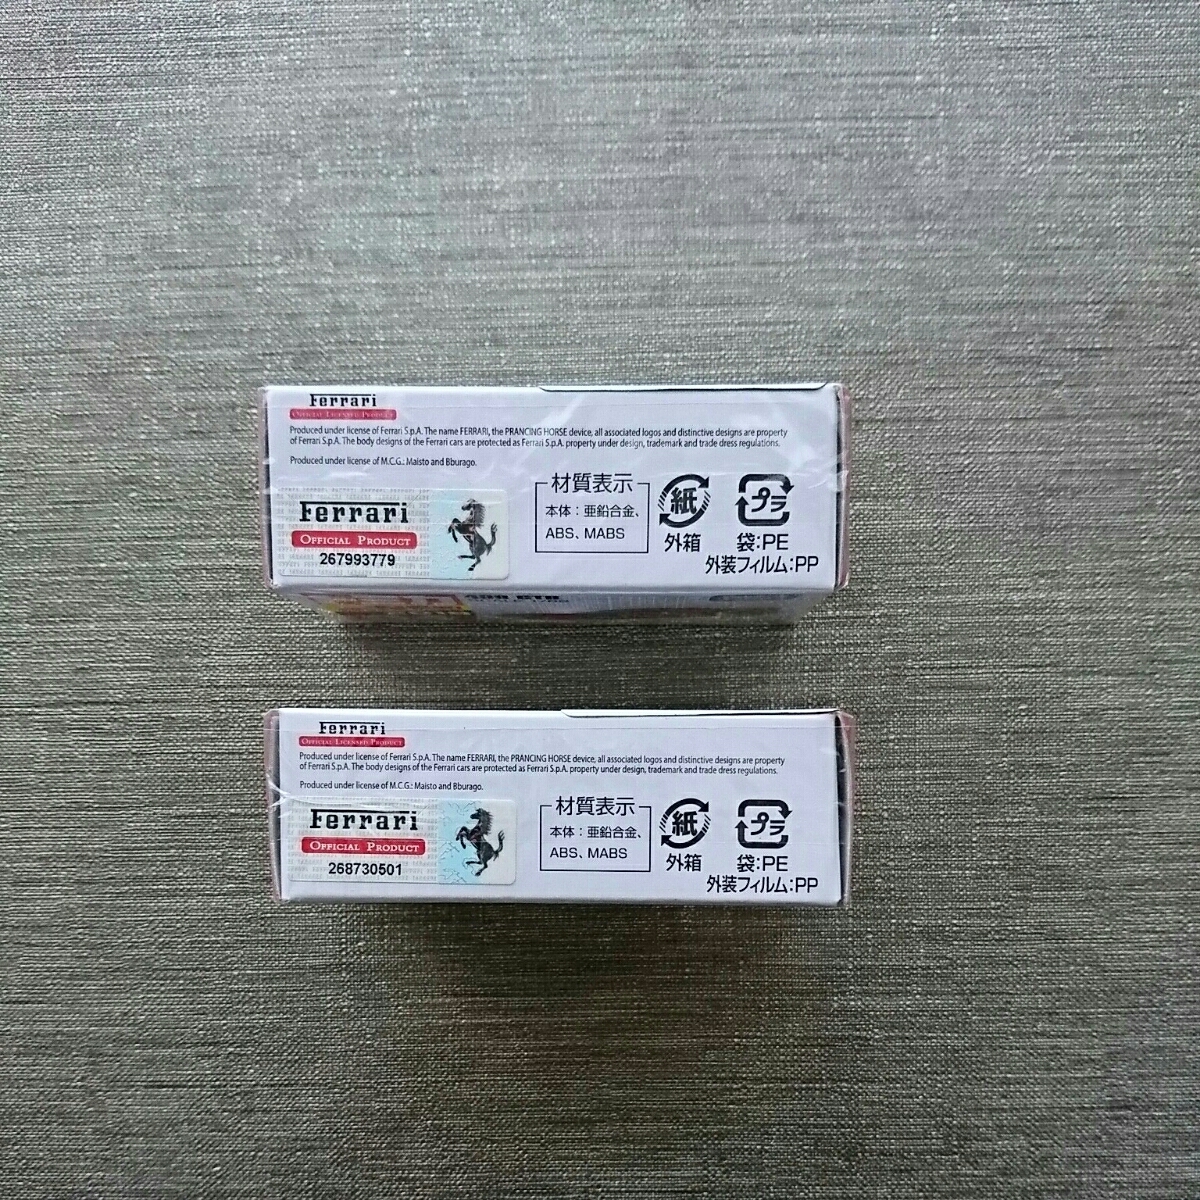 Ferrari
OFFICIAL LICENSED PRODUCT
Produced under license of Ferrari S.p.A. The name FERRARI, the PRANCING HORSE device, all associated logos and distinctive designs are property
of Ferrari S.p.A. The body designs of the Ferrari cars are protected as Ferrari S.p.A. property under design, trademark and trade dress regulations.
Produced under license of M.C.G.: Maisto and Bburago.
Ferrari
OFFICIAL PRODUCT
267993779
材質表示
本体：亜鉛合金、
ABS、MABS
紙
外箱
プラ
袋:PE
外装フィルム:PP
Ferrari
OFFICIAL LICENSED PRODUCT
Produced under license of Ferrari S.p.A. The name FERRARI, the PRANCING HORSE device, all associated logos and distinctive designs are property
of Ferrari S.p.A. The body designs of the Ferrari cars are protected as Ferrari S.p.A. property under design, trademark and trade dress regulations.
Produced under license of M.C.G.: Maisto and Bburago.
Ferrari
OFFICIAL PRODUCT
268730501
材質表示
本体：亜鉛合金、
ABS、MABS
紙
外箱
プラ
袋:PE
外装フィルム:PP